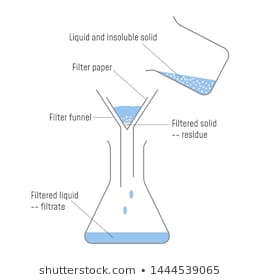 Liquid and insoluble solid
Filter paper
Filter funnel
Filtered solid
-- residue
Filtered liquid
-- filtrate
shutterstock.com • 1444539065